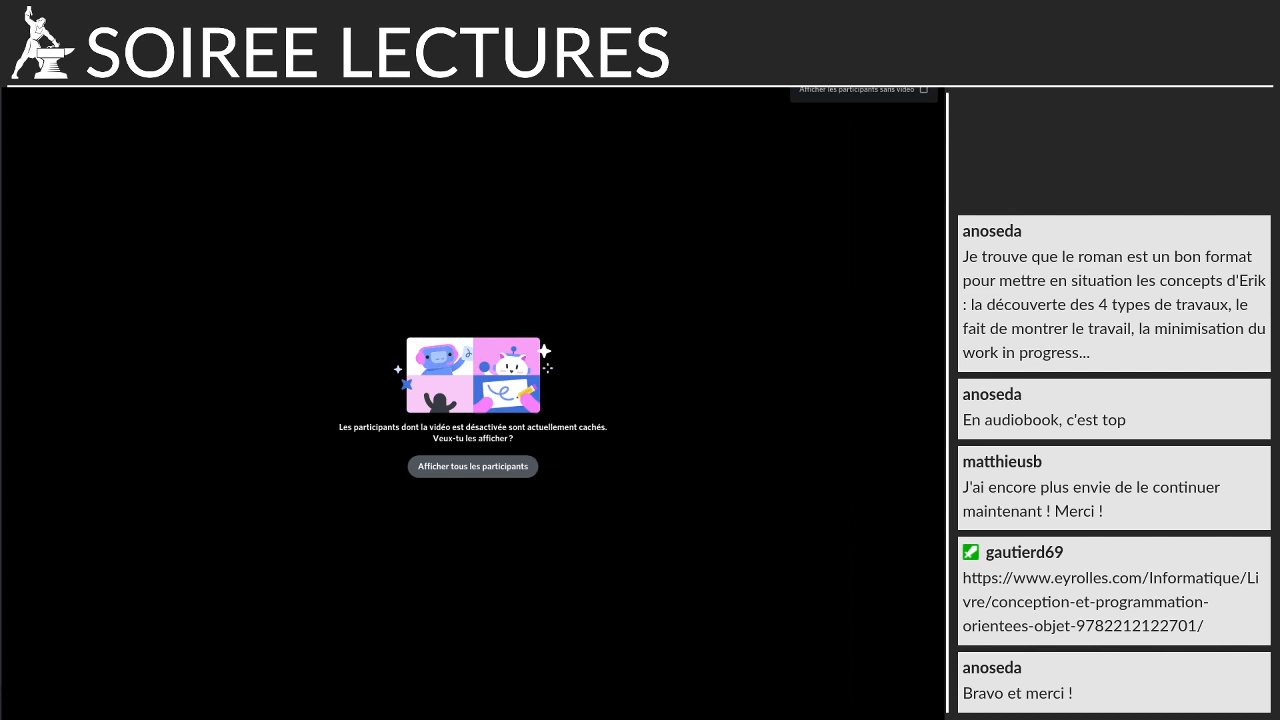 SOIREE LECTURES
Afficher les participants sans vidéo
Les participants dont la vidéo est désactivée sont actuellement cachés.
Veux-tu les afficher ?
Afficher tous les participants
anoseda
Je trouve que le roman est un bon format
pour mettre en situation les concepts d'Erik
: la découverte des 4 types de travaux, le
fait de montrer le travail, la minimisation du
work in progress...
anoseda
En audiobook, c'est top
matthieusb
J'ai encore plus envie de le continuer
maintenant ! Merci !
gautierd69
https://www.eyrolles.com/Informatique/Li
vre/conception-et-programmation-
orientees-objet-9782212122701/
anoseda
Bravo et merci !